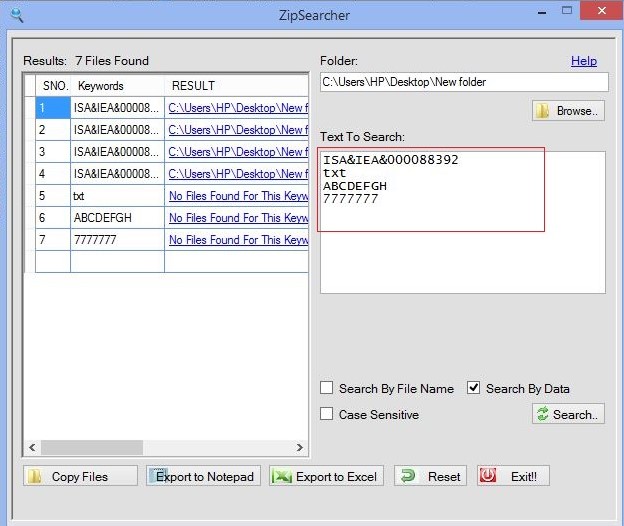 ZipSearcher
Results: 7 Files Found
SNO. Keywords RESULT
1 ISA&IEA&00008... C:\Users\HP\Desktop\New f
2 ISA&IEA&00008... C:\Users\HP\Desktop\New f
3 ISA&IEA&00008... C:\Users\HP\Desktop\New f
4 ISA&IEA&00008... C:\Users\HP\Desktop\New f
5 txt No Files Found For This Keyw
6 ABCDEFGH No Files Found For This Keyw
7 7777777 No Files Found For This Keyw
Folder:
Help
C:\Users\HP\Desktop\New folder
Browse..
Text To Search:
ISA&IEA&000088392
txt
ABCDEFGH
7777777
Search By File Name
Search By Data
Case Sensitive
Search..
Copy Files
Export to Notepad
Export to Excel
Reset
Exit!!